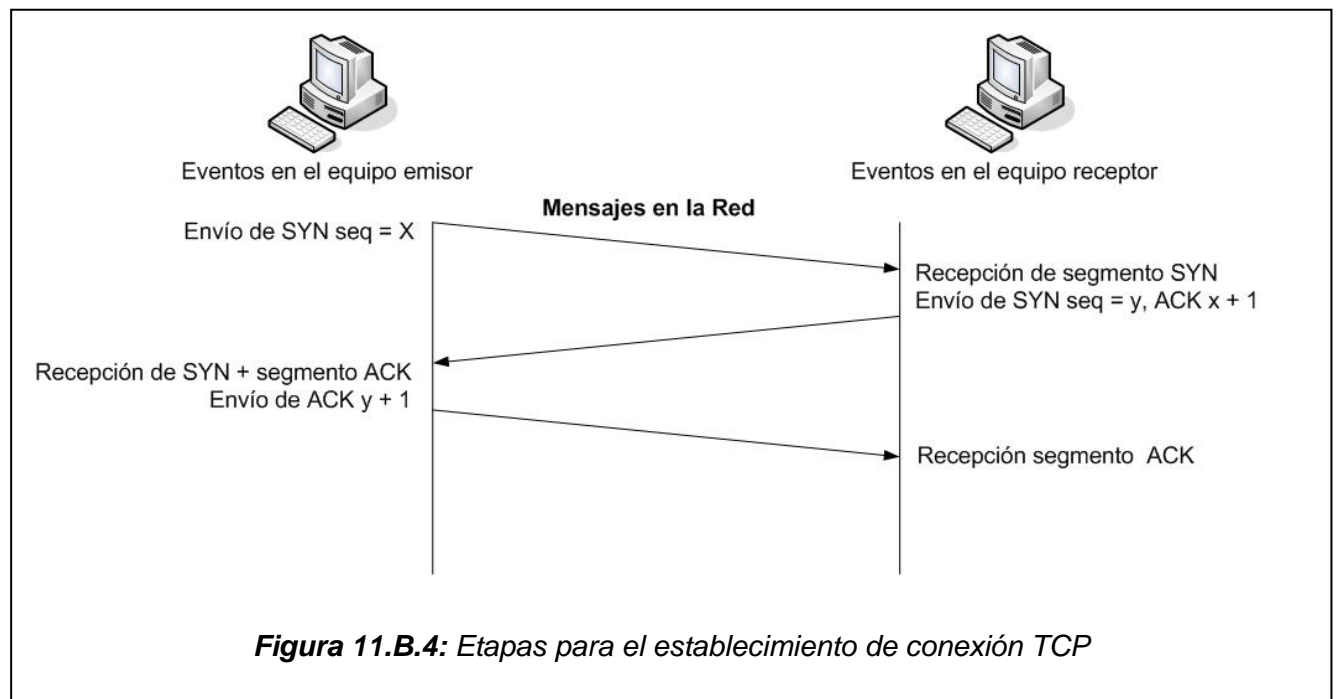 Eventos en el equipo emisor
Eventos en el equipo receptor
Mensajes en la Red
Envío de SYN seq = X
Recepción de segmento SYN
Envío de SYN seq = y, ACK x + 1
Recepción de SYN + segmento ACK
Envío de ACK y + 1
Recepción segmento ACK
Figura 11.B.4: Etapas para el establecimiento de conexión TCP